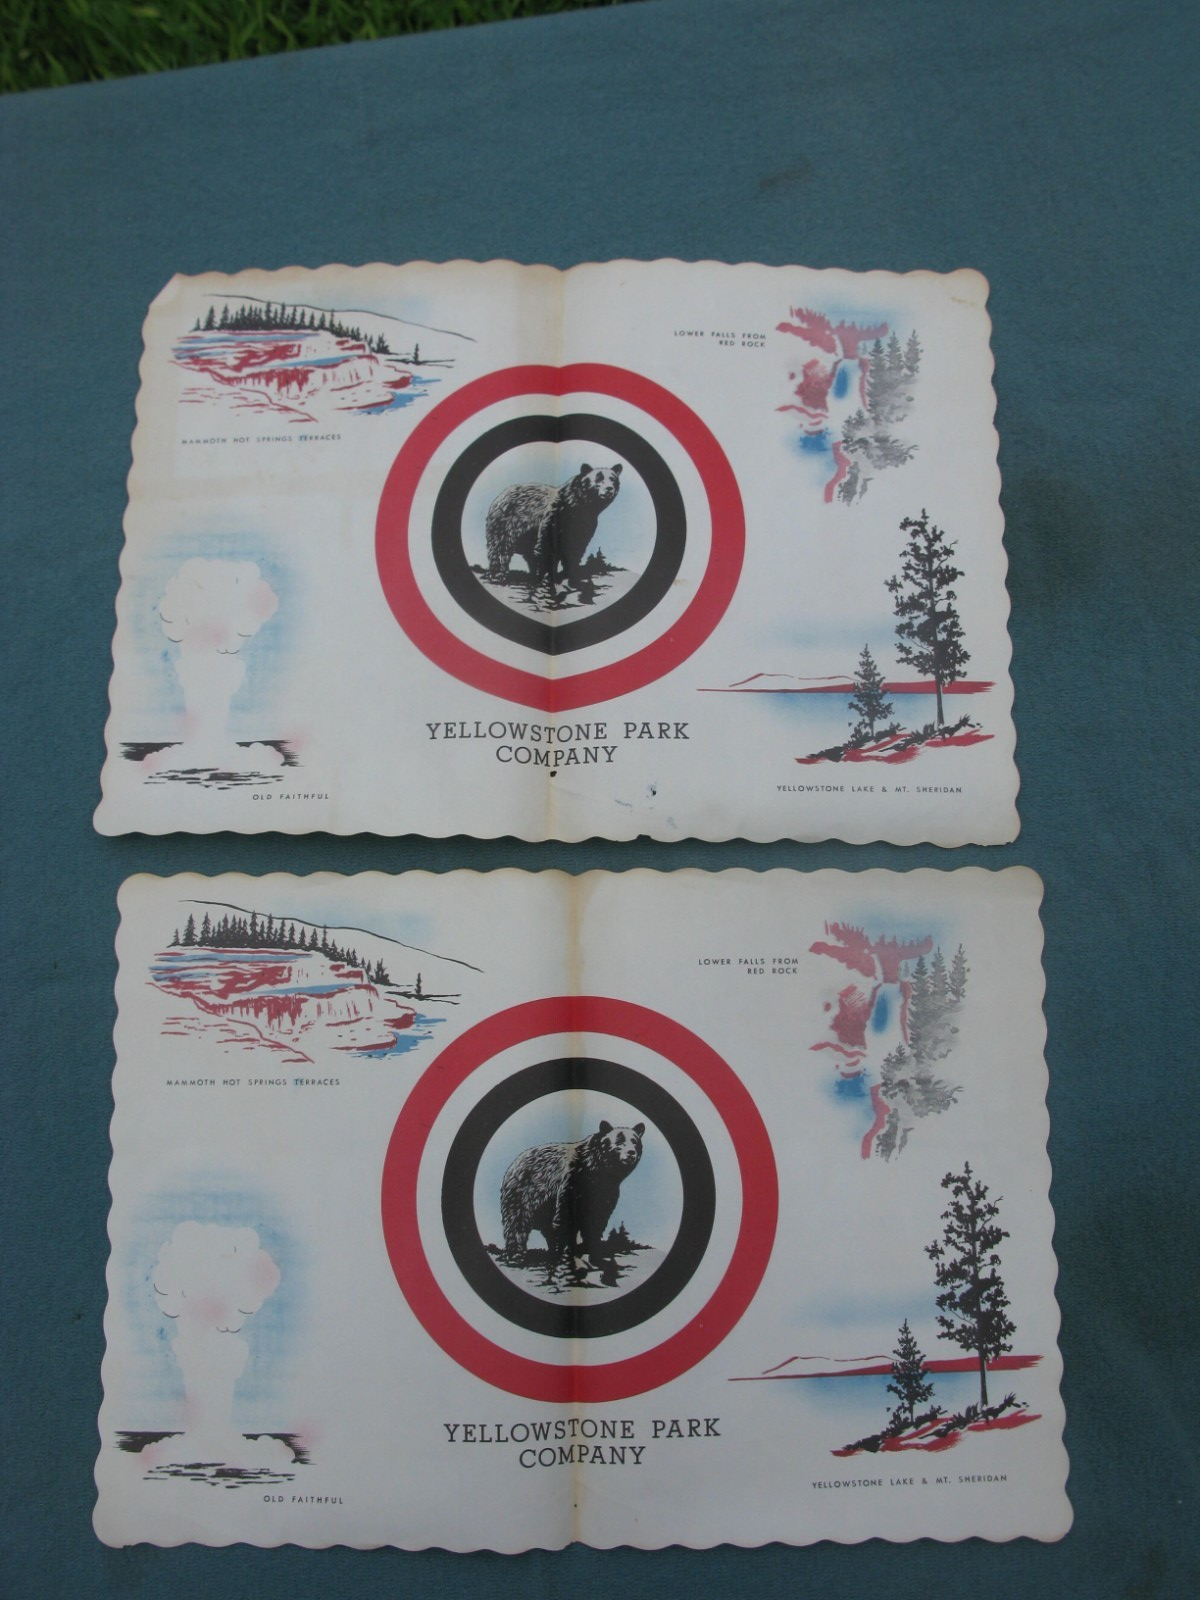 MAMMOTH HOT SPRINGS TERRACES
LOWER FALLS FROM
RED ROCK
OLD FAITHFUL
YELLOWSTONE PARK
COMPANY
YELLOWSTONE LAKE & MT. SHERIDAN
MAMMOTH HOT SPRINGS TERRACES
LOWER FALLS FROM
RED ROCK
OLD FAITHFUL
YELLOWSTONE PARK
COMPANY
YELLOWSTONE LAKE & MT. SHERIDAN